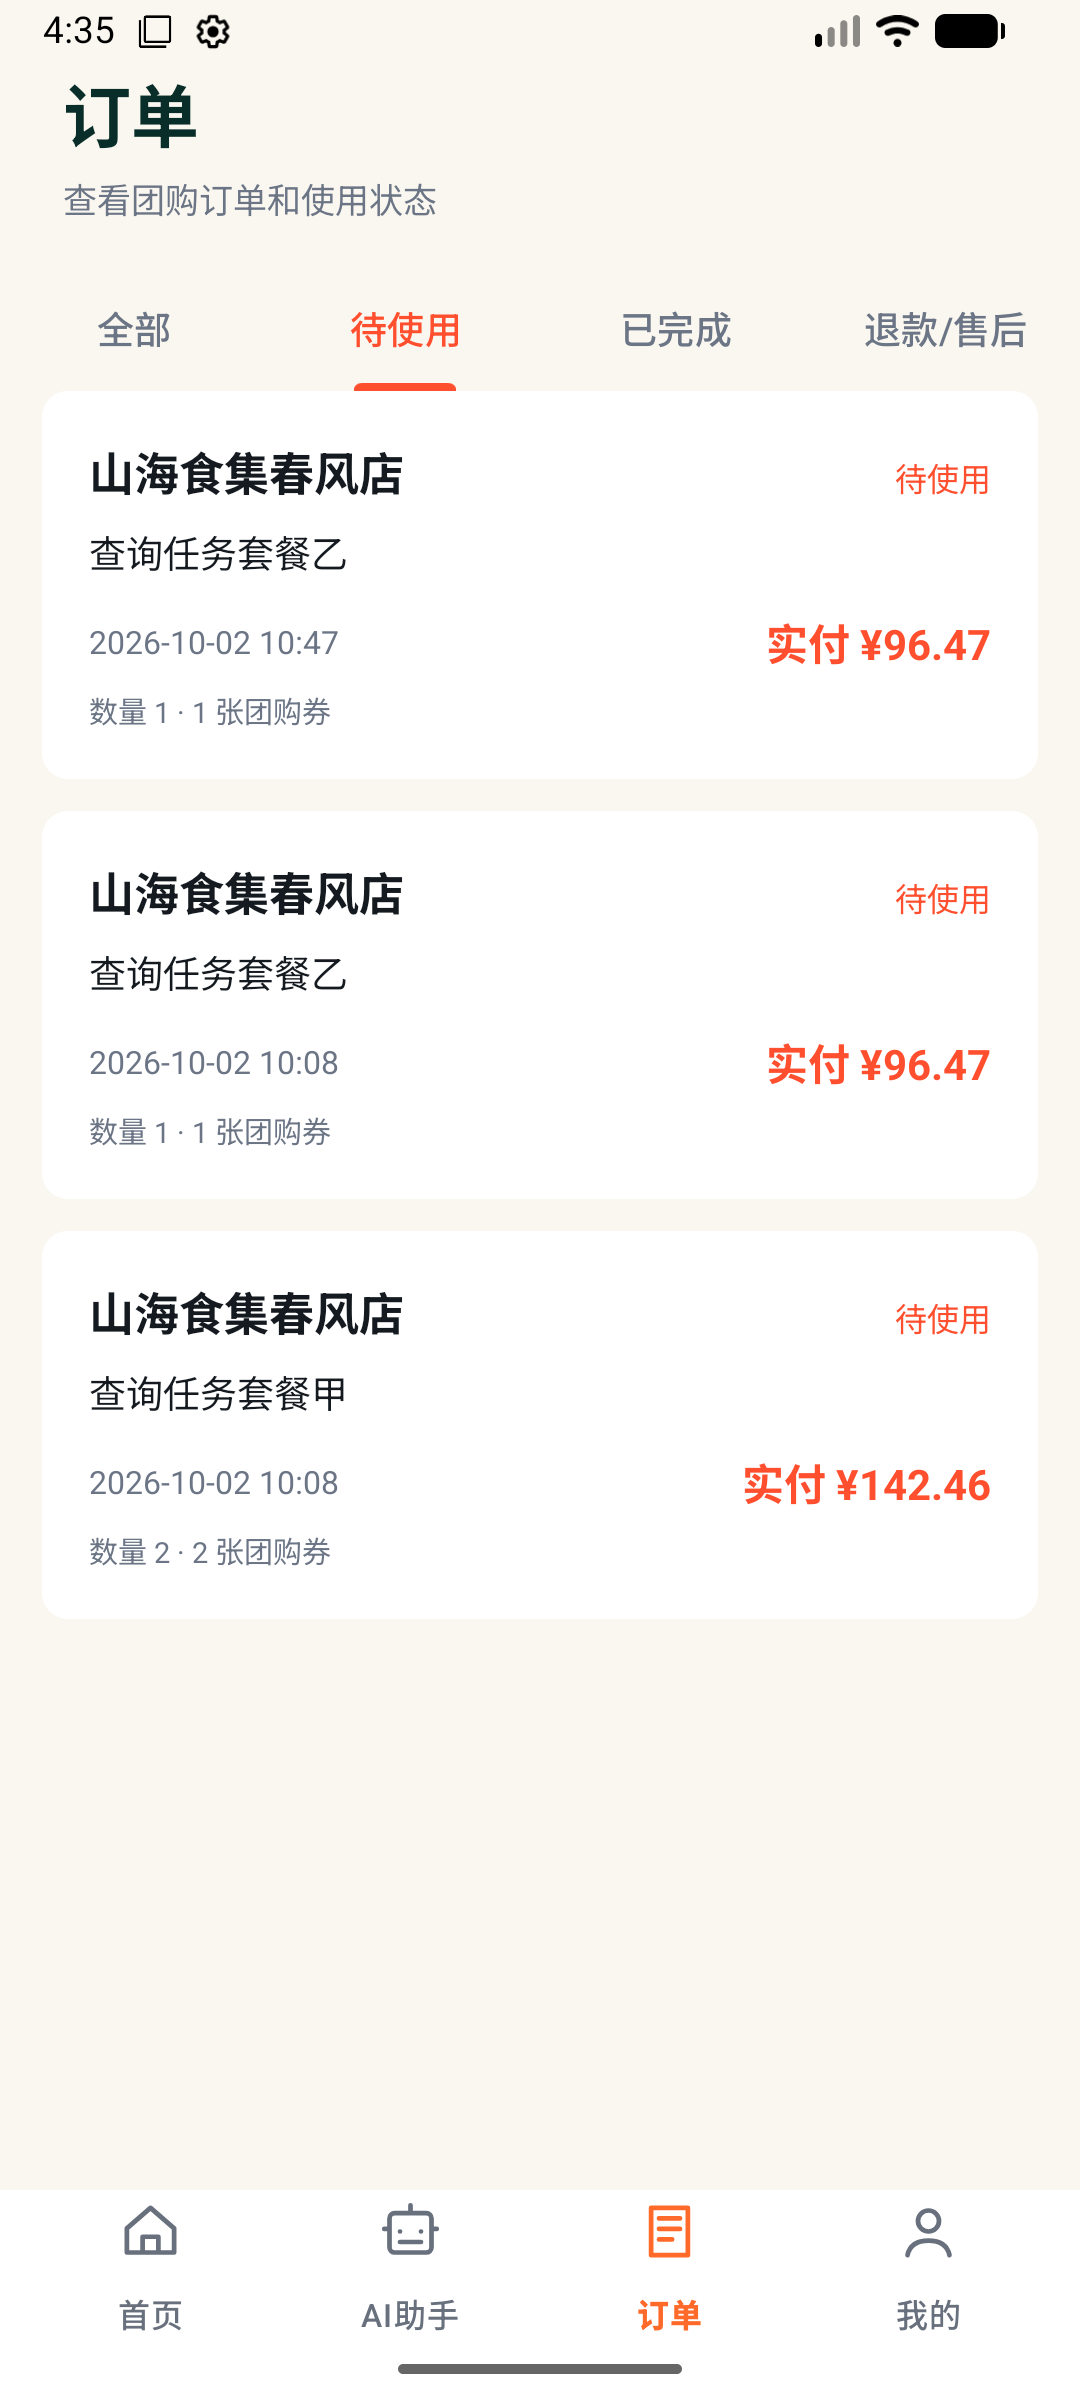 4:35
订单
查看团购订单和使用状态
全部 待使用 已完成 退款/售后
山海食集春风店 待使用
查询任务套餐乙
2026-10-02 10:47 实付 ¥96.47
数量 1 · 1 张团购券
山海食集春风店 待使用
查询任务套餐乙
2026-10-02 10:08 实付 ¥96.47
数量 1 · 1 张团购券
山海食集春风店 待使用
查询任务套餐甲
2026-10-02 10:08 实付 ¥142.46
数量 2 · 2 张团购券
首页 AI助手 订单 我的